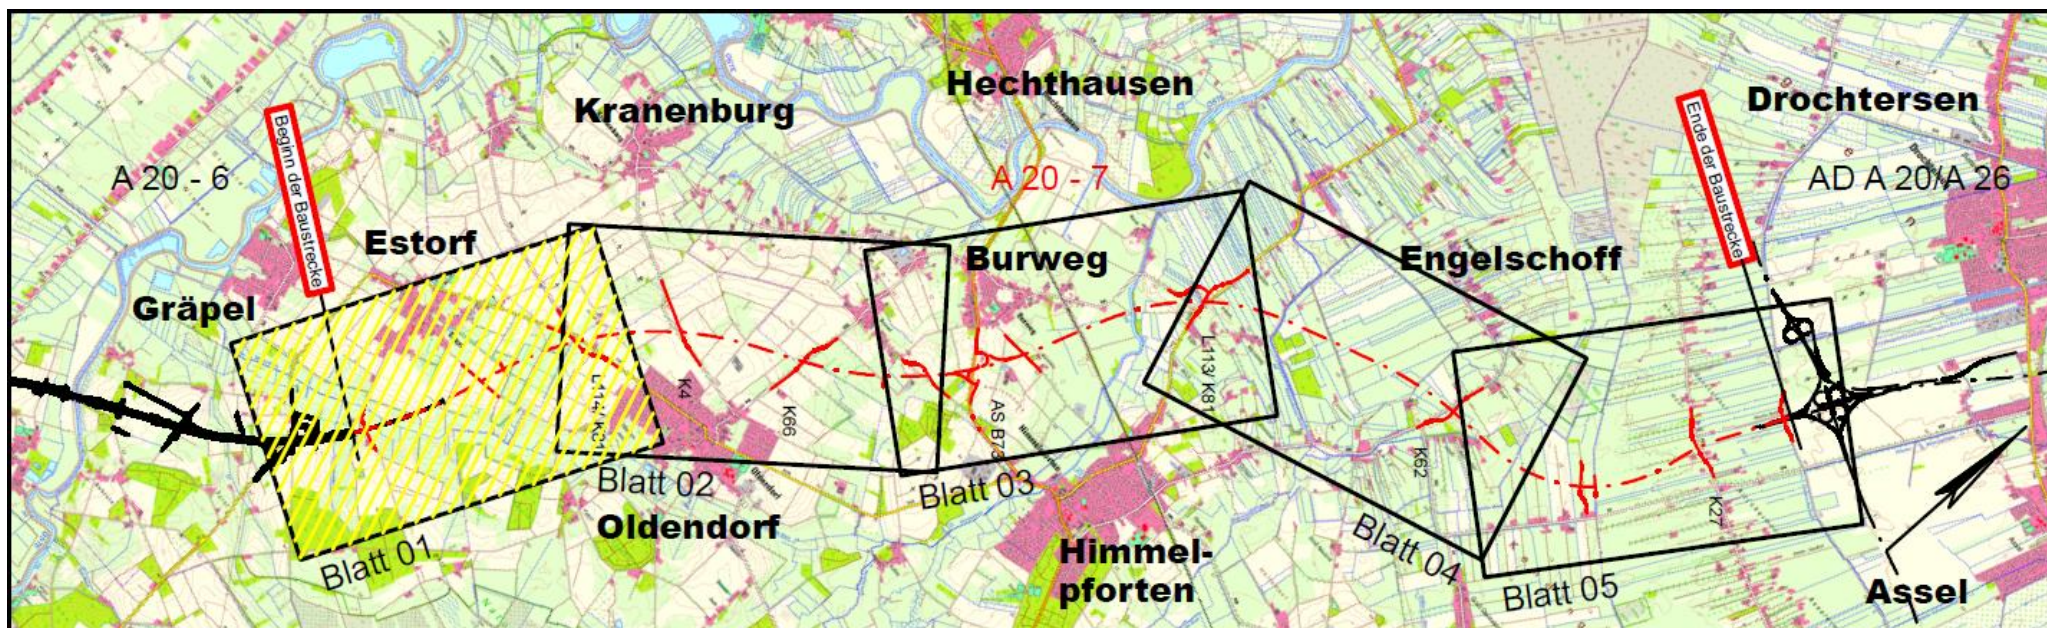 Hechthausen
Kranenburg
Drochtersen
Beginn der Baustrecke
Ende der Baustrecke
A 20 - 6
A 20 - 7
AD A 20/A 26
Estorf
Burweg
Engelschoff
Gräpel
L114/
K4
K66
AS B73
L113/ K81
K62
K27
Blatt 01
Blatt 02
Blatt 03
Blatt 04
Blatt 05
Oldendorf
Himmel-
pforten
Assel